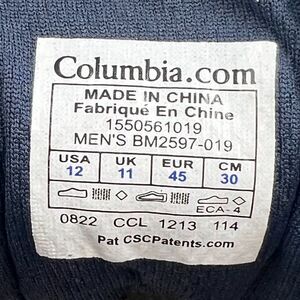 Columbia.com
MADE IN CHINA
Fabriqué En Chine
1550561019
MEN'S BM2597-019
USA UK EUR CM
12 11 45 30
ECA-4
0822 CCL 1213 114
Pat CSCPatents.com